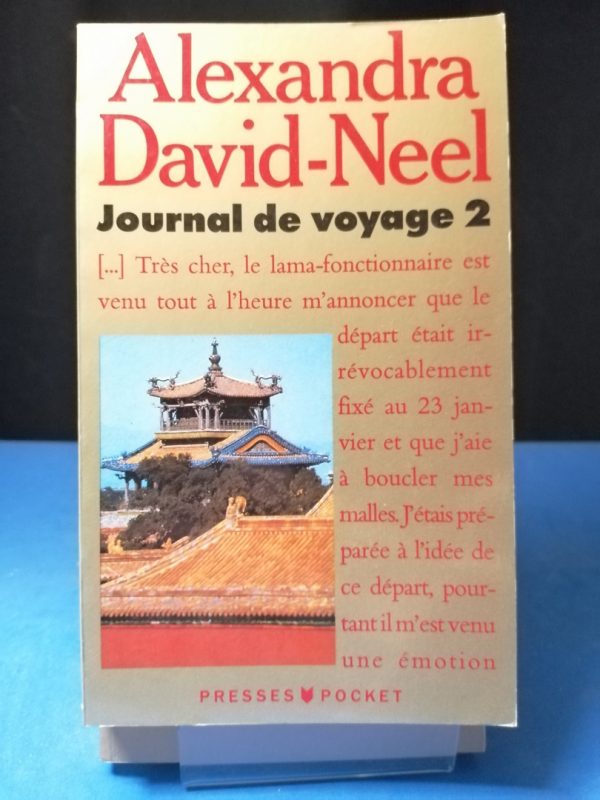 Alexandra
David-Neel
Journal de voyage 2
[...] Très cher, le lama-fonctionnaire est
venu tout à l'heure m'annoncer que le
départ était ir-
révocablement
fixé au 23 jan-
vier et que j'aie
à boucler mes
malles. J'étais pré-
parée à l'idée de
ce départ, pour-
tant il m'est venu
une émotion
PRESSES POCKET